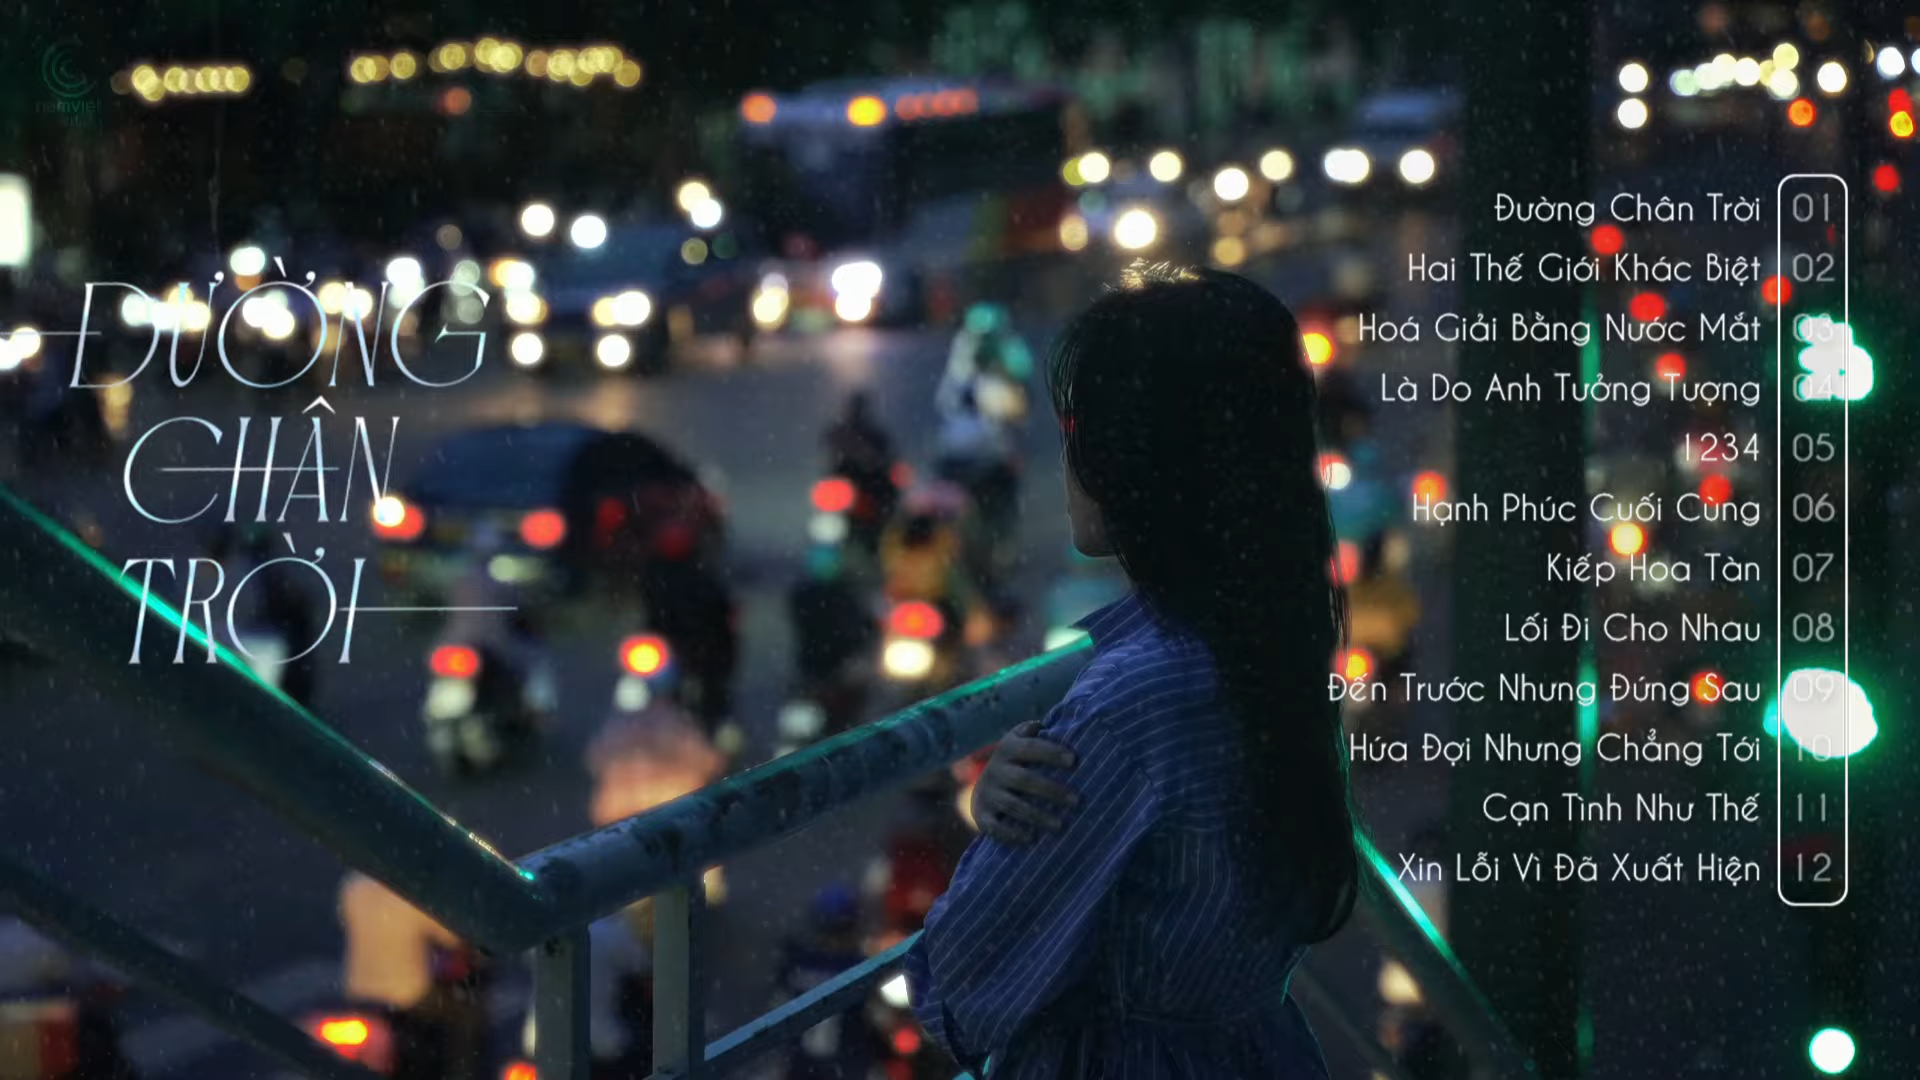 namviet
ĐƯỜNG
CHÂN
TRỜI
Đường Chân Trời 01
Hai Thế Giới Khác Biệt 02
Hoá Giải Bằng Nước Mắt 03
Là Do Anh Tưởng Tượng 04
1234 05
Hạnh Phúc Cuối Cùng 06
Kiếp Hoa Tàn 07
Lối Đi Cho Nhau 08
Đến Trước Nhưng Đứng Sau 09
Hứa Đợi Nhưng Chẳng Tới 10
Cạn Tình Như Thế 11
Xin Lỗi Vì Đã Xuất Hiện 12